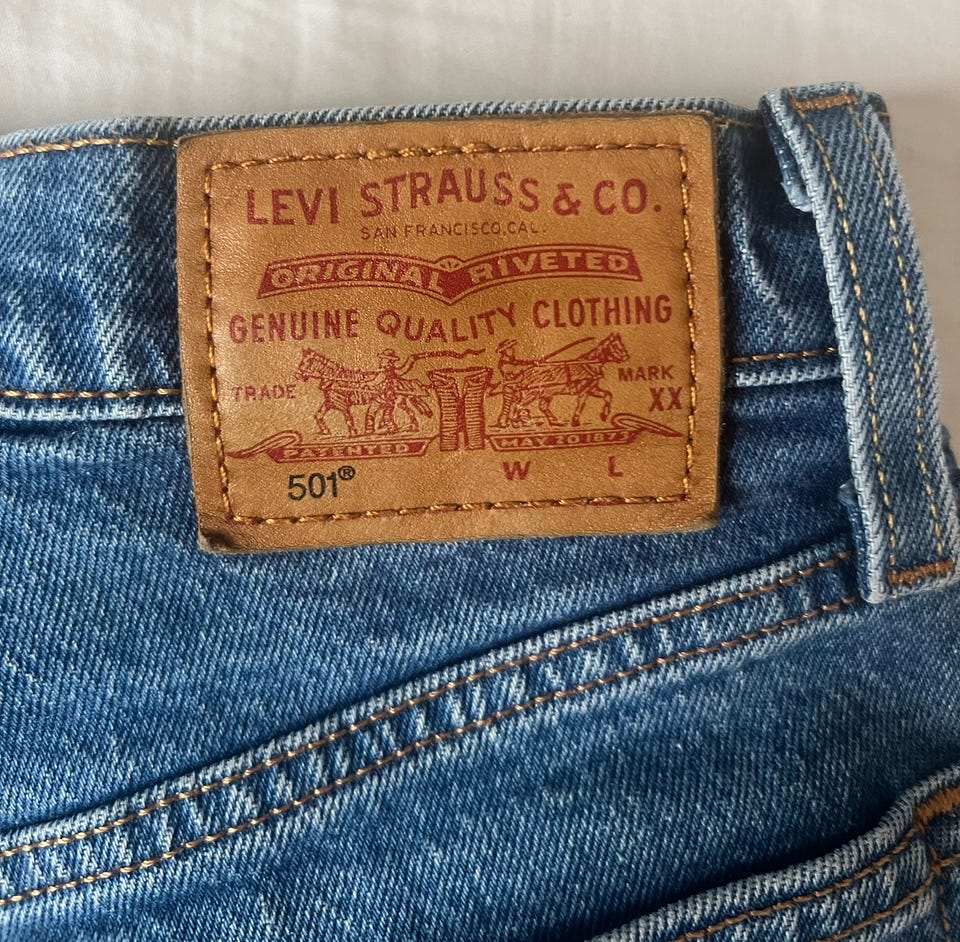 LEVI STRAUSS & CO.
SAN FRANCISCO, CAL.
ORIGINAL RIVETED
GENUINE QUALITY CLOTHING
TRADE MARK
XX
PATENTED MAY 20 1873
501® W L